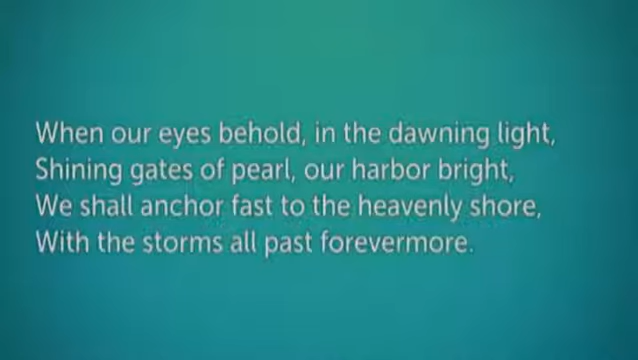 When our eyes behold, in the dawning light,
Shining gates of pearl, our harbor bright,
We shall anchor fast to the heavenly shore,
With the storms all past forevermore.